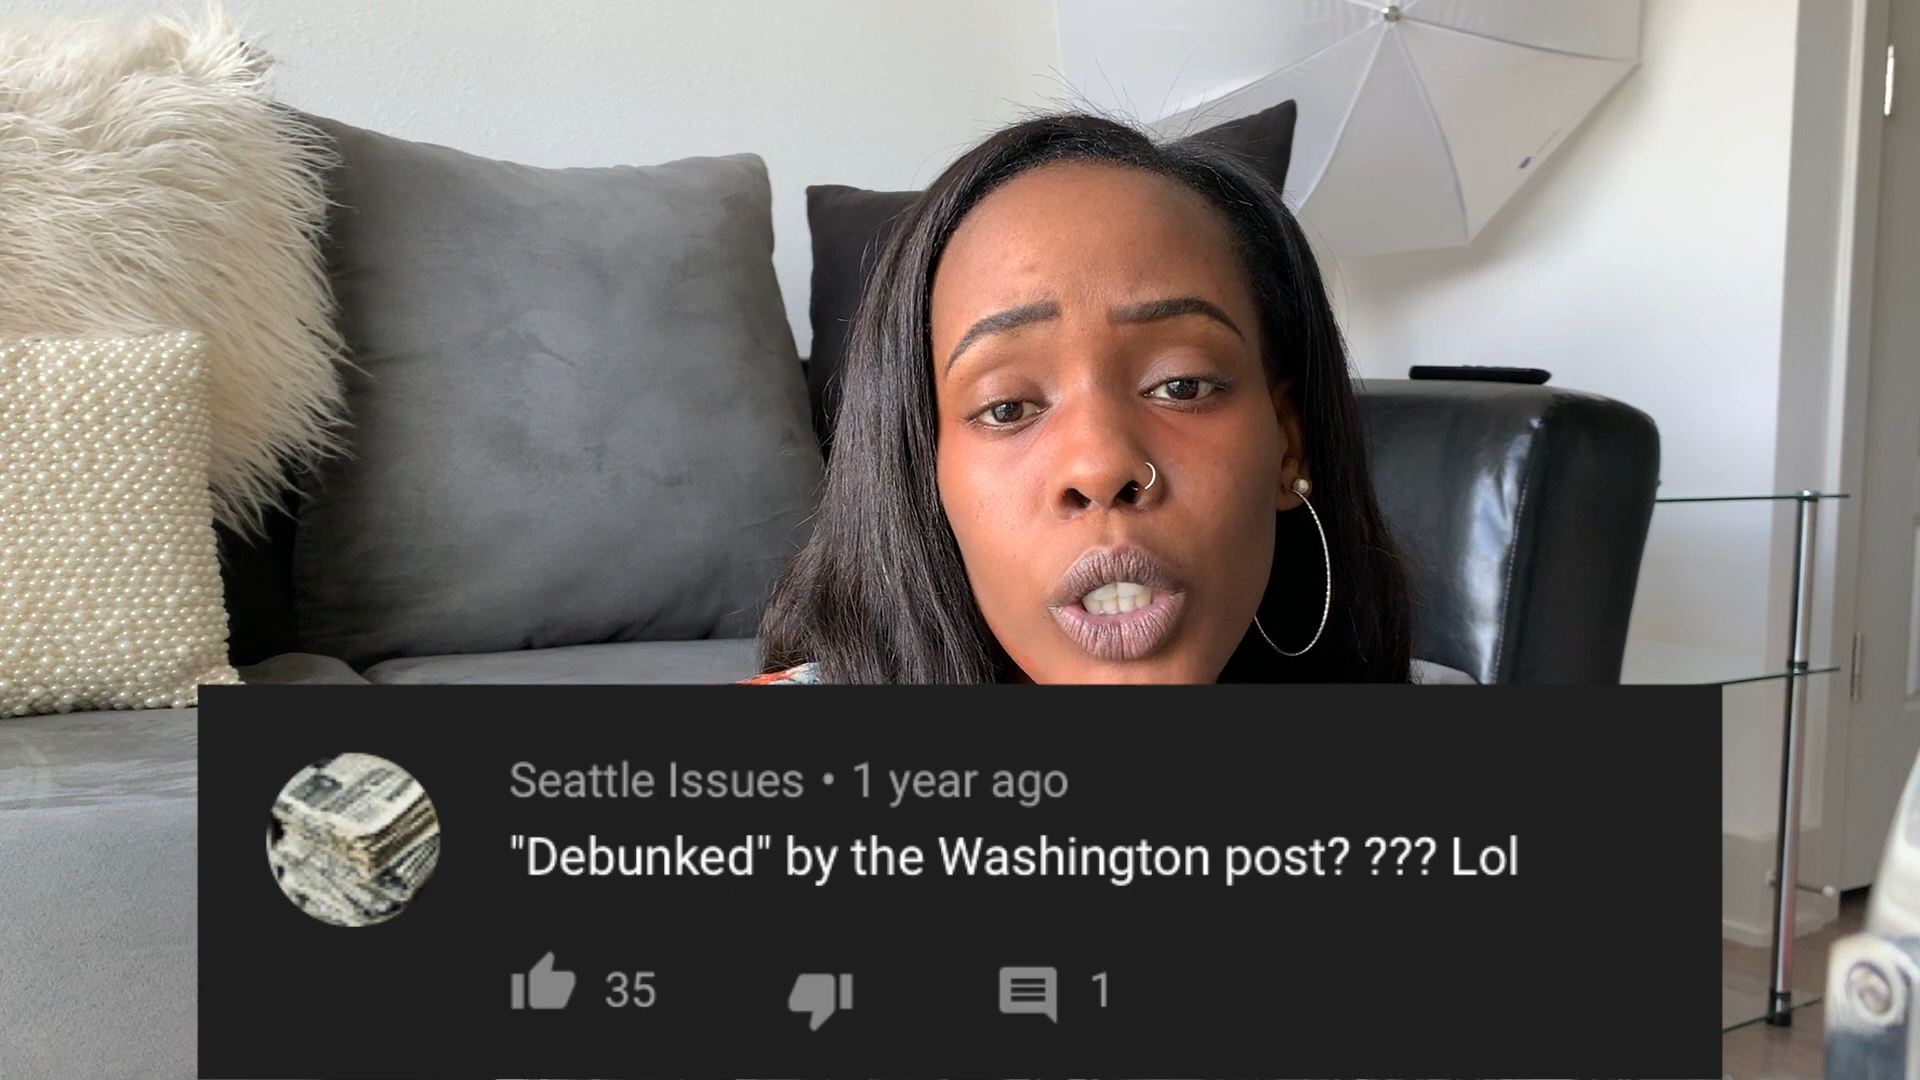 Seattle Issues • 1 year ago
"Debunked" by the Washington post? ??? Lol
35
1